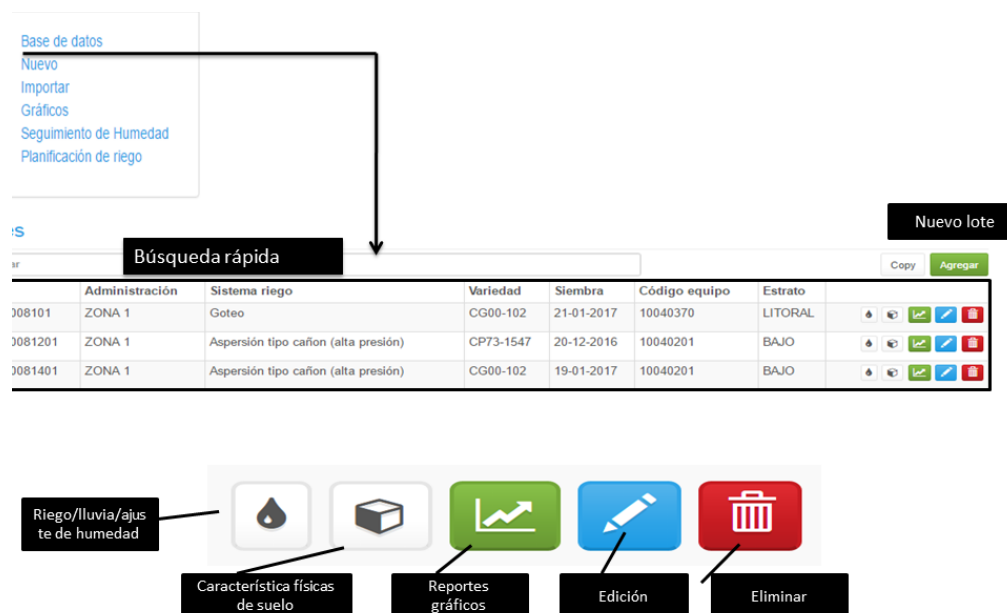 Base de datos
Nuevo
Importar
Gráficos
Seguimiento de Humedad
Planificación de riego
es
Nuevo lote
ar
Búsqueda rápida
Copy Agregar
Administración Sistema riego Variedad Siembra Código equipo Estrato
008101 ZONA 1 Goteo CG00-102 21-01-2017 10040370 LITORAL
0081201 ZONA 1 Aspersión tipo cañon (alta presión) CP73-1547 20-12-2016 10040201 BAJO
0081401 ZONA 1 Aspersión tipo cañon (alta presión) CG00-102 19-01-2017 10040201 BAJO
Riego/lluvia/ajus
te de humedad
Característica físicas
de suelo
Reportes
gráficos
Edición
Eliminar